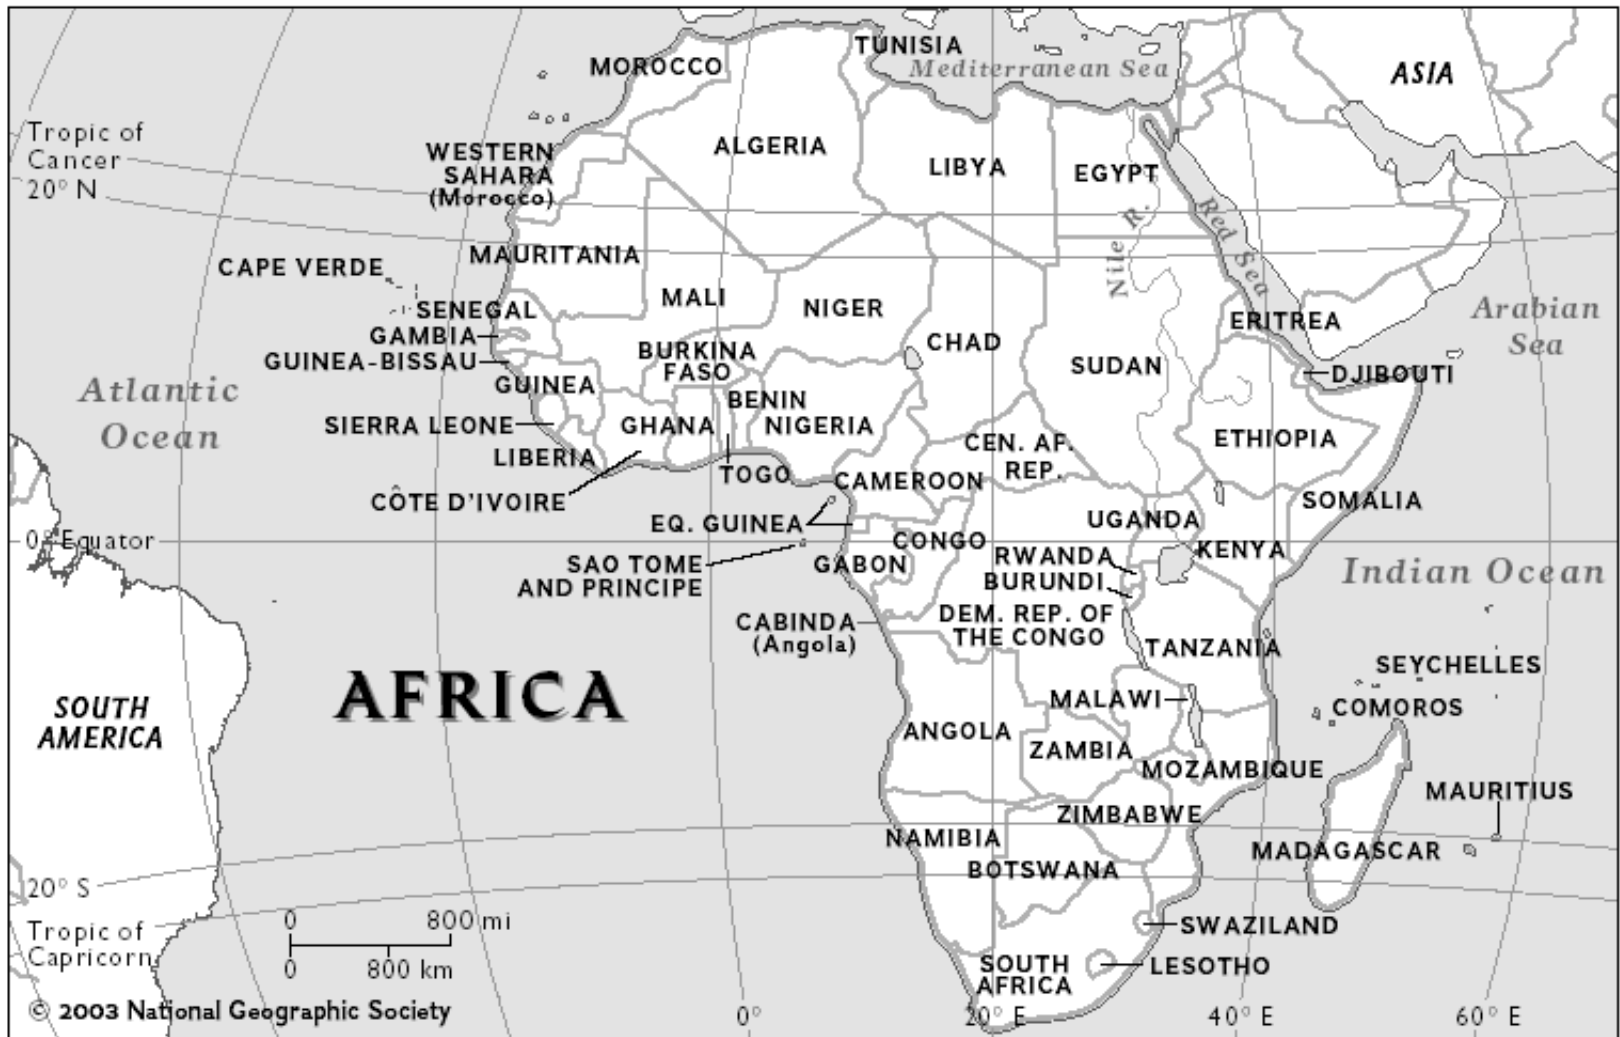 TUNISIA
MOROCCO
Mediterranean Sea
ASIA
Tropic of
Cancer
20° N
WESTERN
SAHARA
(Morocco)
ALGERIA
LIBYA
EGYPT
Nile R.
Red Sea
MAURITANIA
CAPE VERDE
MALI
NIGER
SENEGAL
GAMBIA
CHAD
ERITREA
Arabian
Sea
GUINEA-BISSAU
BURKINA
FASO
SUDAN
DJIBOUTI
Atlantic
Ocean
GUINEA
BENIN
SIERRA LEONE
GHANA
NIGERIA
ETHIOPIA
LIBERIA
CEN. AF.
REP.
TOGO
CAMEROON
CÔTE D'IVOIRE
SOMALIA
EQ. GUINEA
UGANDA
0° Equator
CONGO
KENYA
SAO TOME
AND PRINCIPE
GABON
RWANDA
BURUNDI
Indian Ocean
CABINDA
(Angola)
DEM. REP. OF
THE CONGO
TANZANIA
SEYCHELLES
AFRICA
MALAWI
COMOROS
SOUTH
AMERICA
ANGOLA
ZAMBIA
MOZAMBIQUE
MAURITIUS
ZIMBABWE
NAMIBIA
MADAGASCAR
BOTSWANA
20° S
0 800 mi
SWAZILAND
Tropic of
Capricorn
0 800 km
SOUTH
AFRICA
LESOTHO
© 2003 National Geographic Society
0° 20° E 40° E 60° E